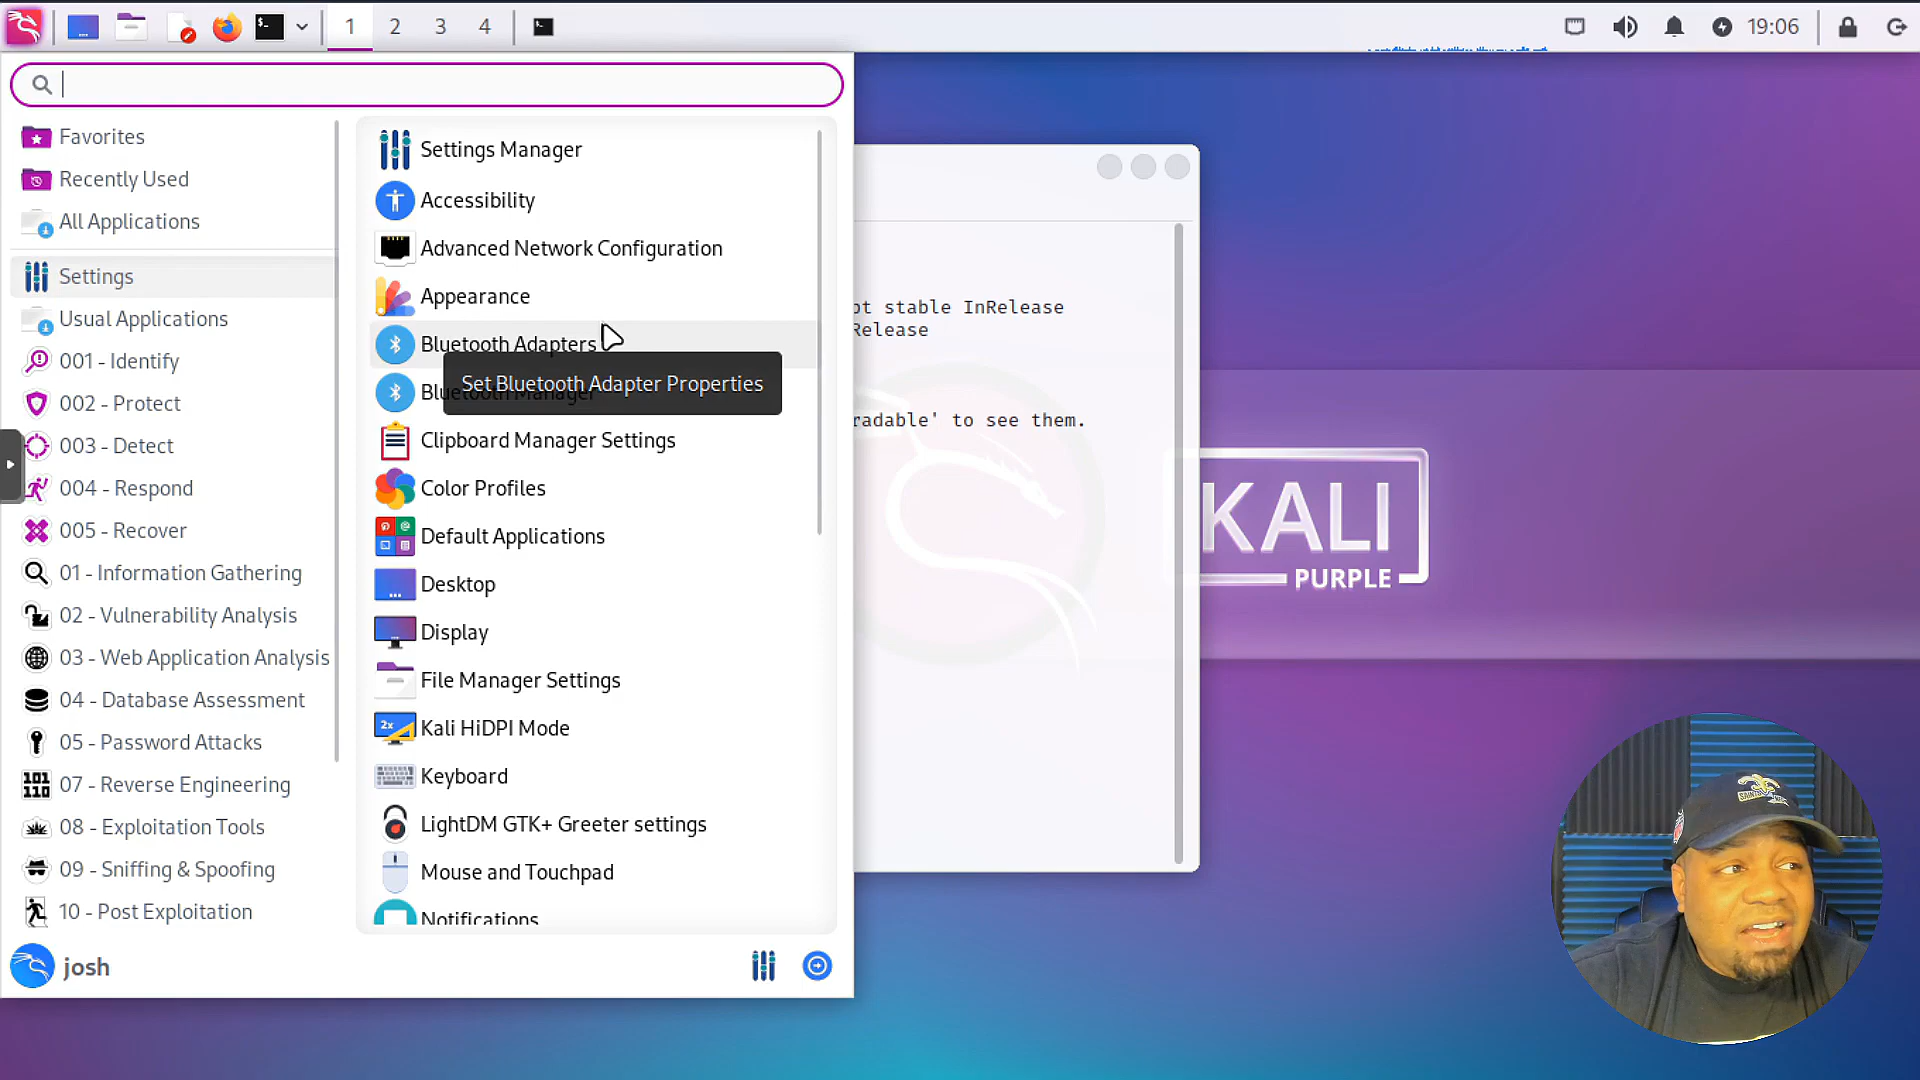 1 2 3 4
19:06
Favorites
Recently Used
All Applications
Settings
Usual Applications
001 - Identify
002 - Protect
003 - Detect
004 - Respond
005 - Recover
01 - Information Gathering
02 - Vulnerability Analysis
03 - Web Application Analysis
04 - Database Assessment
05 - Password Attacks
07 - Reverse Engineering
08 - Exploitation Tools
09 - Sniffing & Spoofing
10 - Post Exploitation
josh
Settings Manager
Accessibility
Advanced Network Configuration
Appearance
Bluetooth Adapters
Set Bluetooth Adapter Properties
Bluetooth Manager
Clipboard Manager Settings
Color Profiles
Default Applications
Desktop
Display
File Manager Settings
Kali HiDPI Mode
Keyboard
LightDM GTK+ Greeter settings
Mouse and Touchpad
Notifications
pt stable InRelease
Release
radable' to see them.
KALI
PURPLE